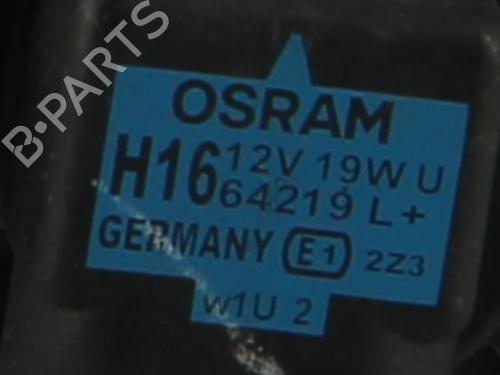 B·PARTS
OSRAM
H16 12V 19W U
64219 L+
GERMANY E1 2Z3
w1U 2